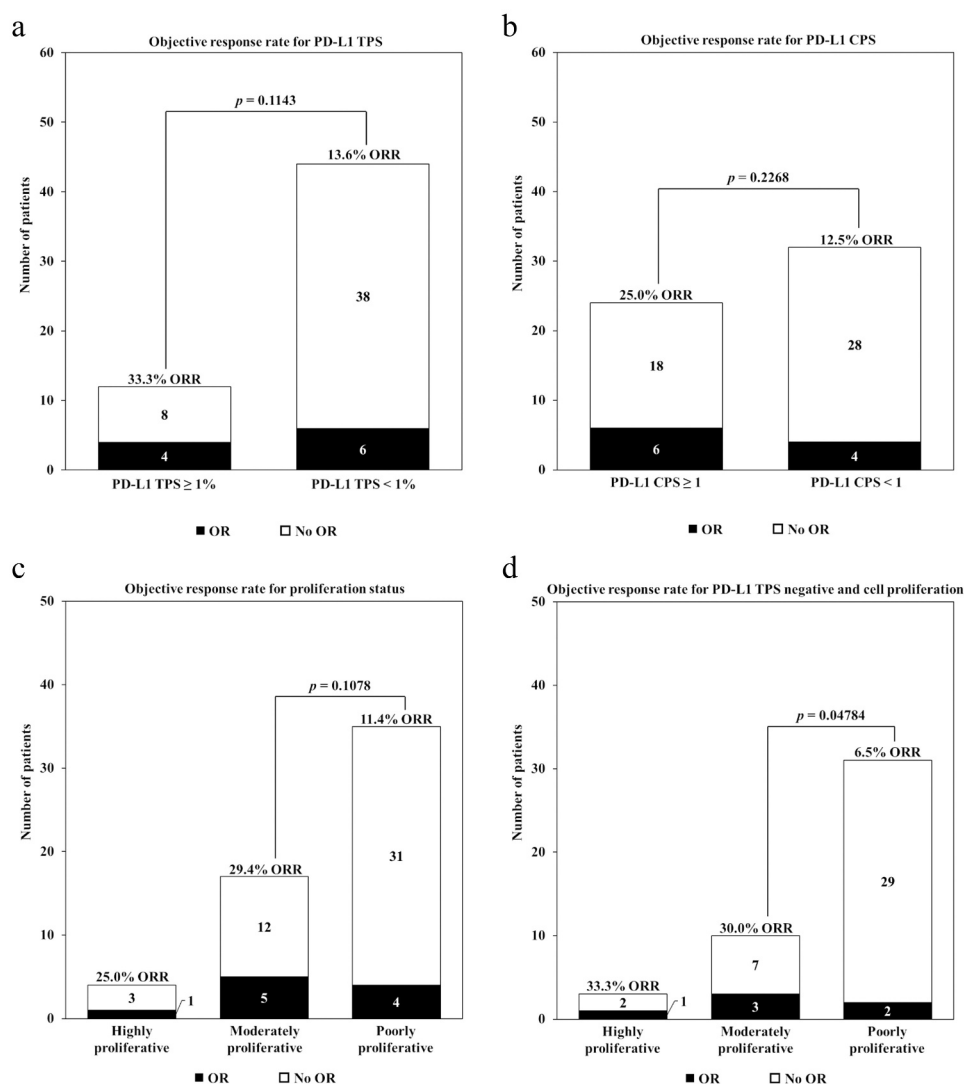 a
Objective response rate for PD-L1 TPS
60
50
40
30
20
10
0
Number of patients
p = 0.1143
13.6% ORR
38
33.3% ORR
8
4
6
PD-L1 TPS ≥ 1%
PD-L1 TPS < 1%
OR
No OR
b
Objective response rate for PD-L1 CPS
60
50
40
30
20
10
0
Number of patients
p = 0.2268
12.5% ORR
25.0% ORR
28
18
6
4
PD-L1 CPS ≥ 1
PD-L1 CPS < 1
OR
No OR
c
Objective response rate for proliferation status
50
40
30
20
10
0
Number of patients
p = 0.1078
11.4% ORR
31
29.4% ORR
12
25.0% ORR
3
1
5
4
Highly
proliferative
Moderately
proliferative
Poorly
proliferative
OR
No OR
d
Objective response rate for PD-L1 TPS negative and cell proliferation
50
40
30
20
10
0
Number of patients
p = 0.04784
6.5% ORR
29
30.0% ORR
7
33.3% ORR
2
1
3
2
Highly
proliferative
Moderately
proliferative
Poorly
proliferative
OR
No OR